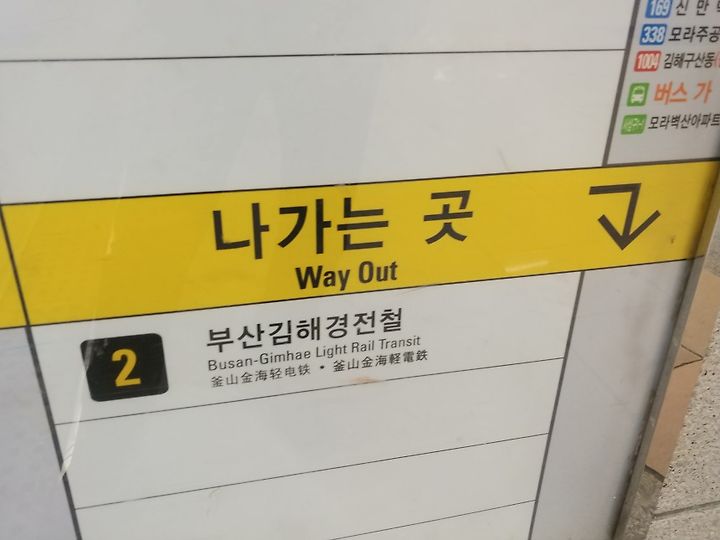 169 신만
338 모라주공
1004 김해구산동
버스 가
모라벽산아파트
나가는 곳
Way Out
2
부산김해경전철
Busan-Gimhae Light Rail Transit
釜山金海轻电铁 • 釜山金海軽電鉄